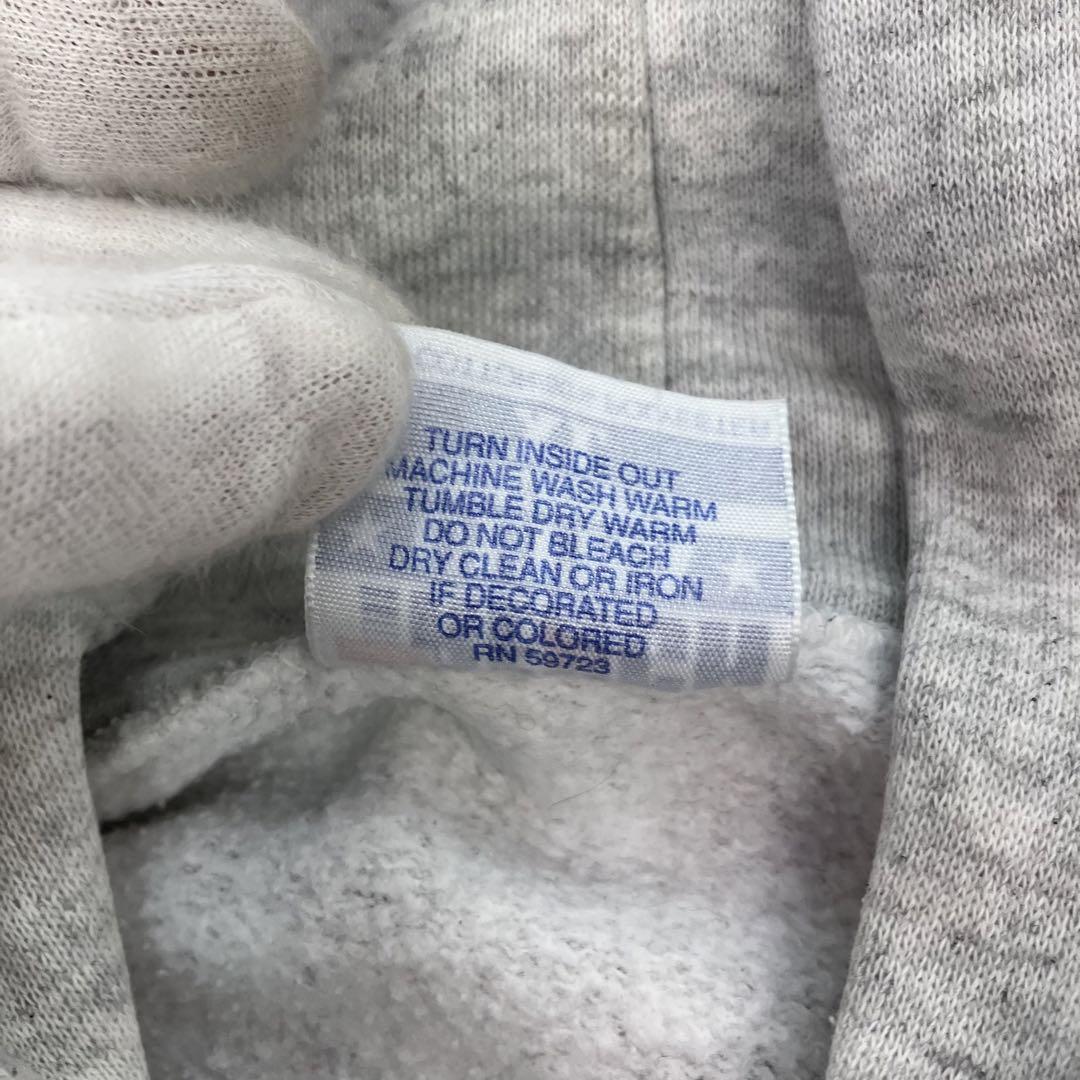 TURN INSIDE OUT
MACHINE WASH WARM
TUMBLE DRY WARM
DO NOT BLEACH
DRY CLEAN OR IRON
IF DECORATED
OR COLORED
RN 59723